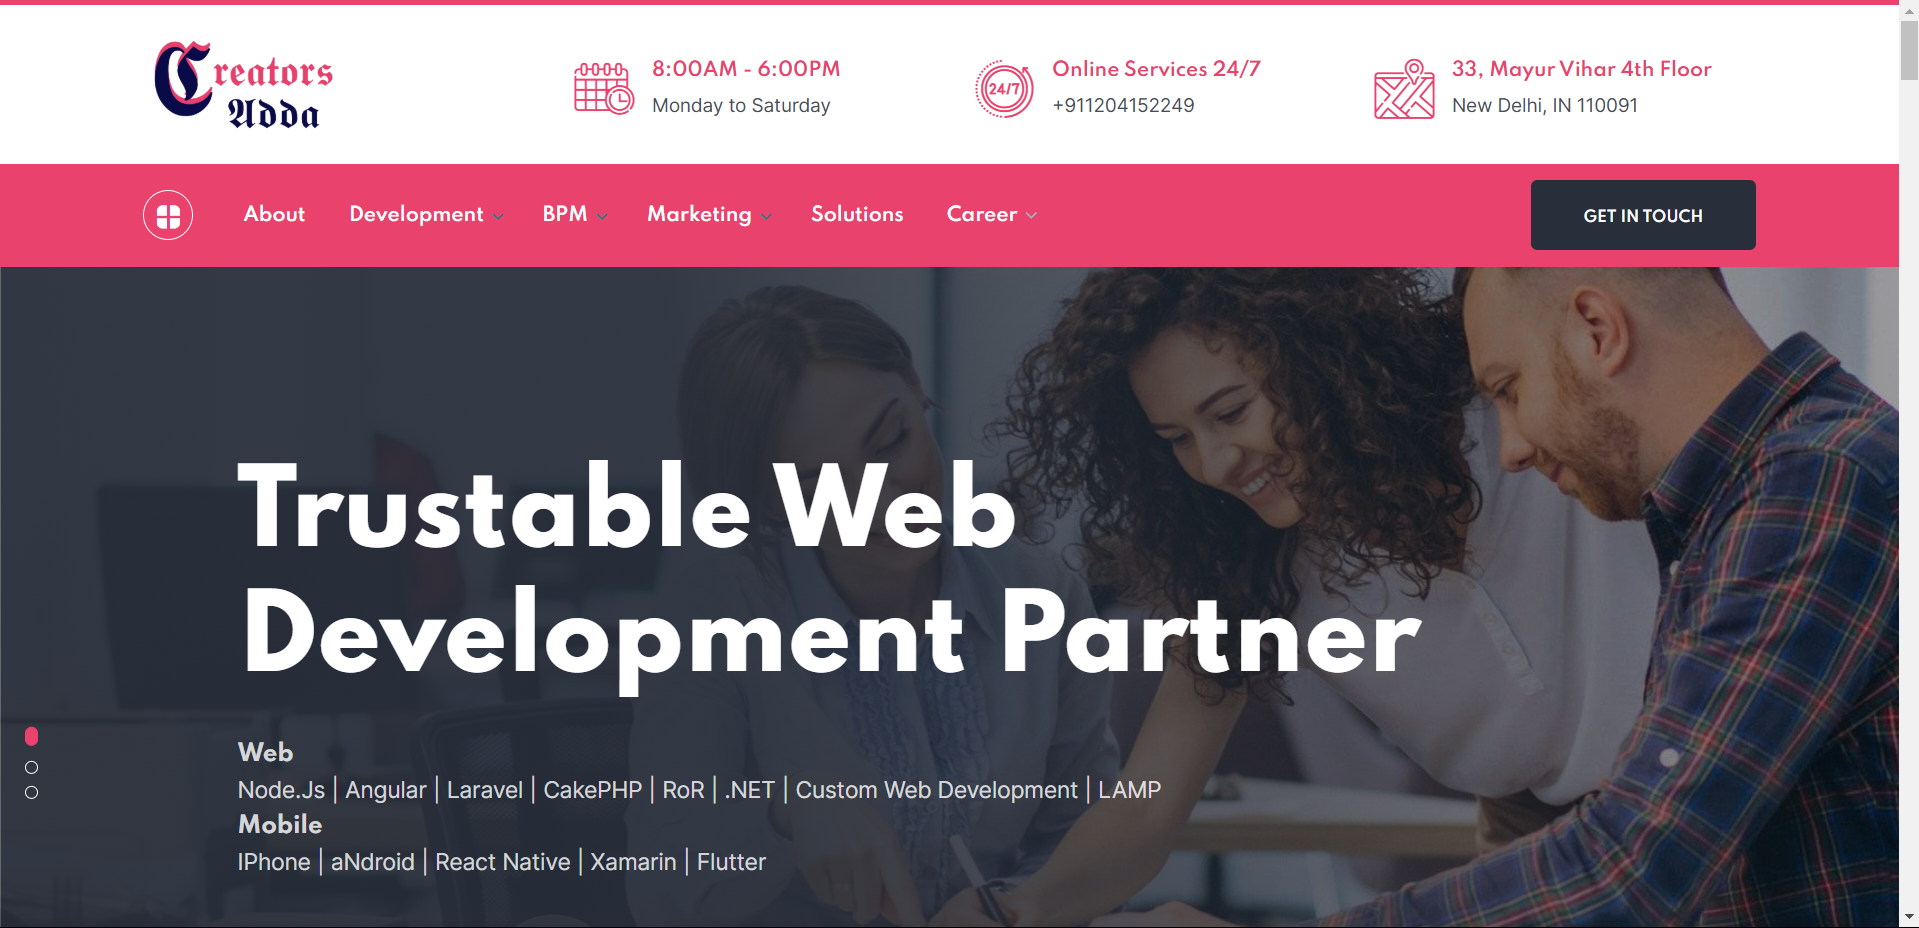 Creators
Adda
8:00AM - 6:00PM
Monday to Saturday
24/7
Online Services 24/7
+911204152249
33, Mayur Vihar 4th Floor
New Delhi, IN 110091
About Development BPM Marketing Solutions Career
GET IN TOUCH
Trustable Web
Development Partner
Web
Node.Js | Angular | Laravel | CakePHP | RoR | .NET | Custom Web Development | LAMP
Mobile
IPhone | aNdroid | React Native | Xamarin | Flutter